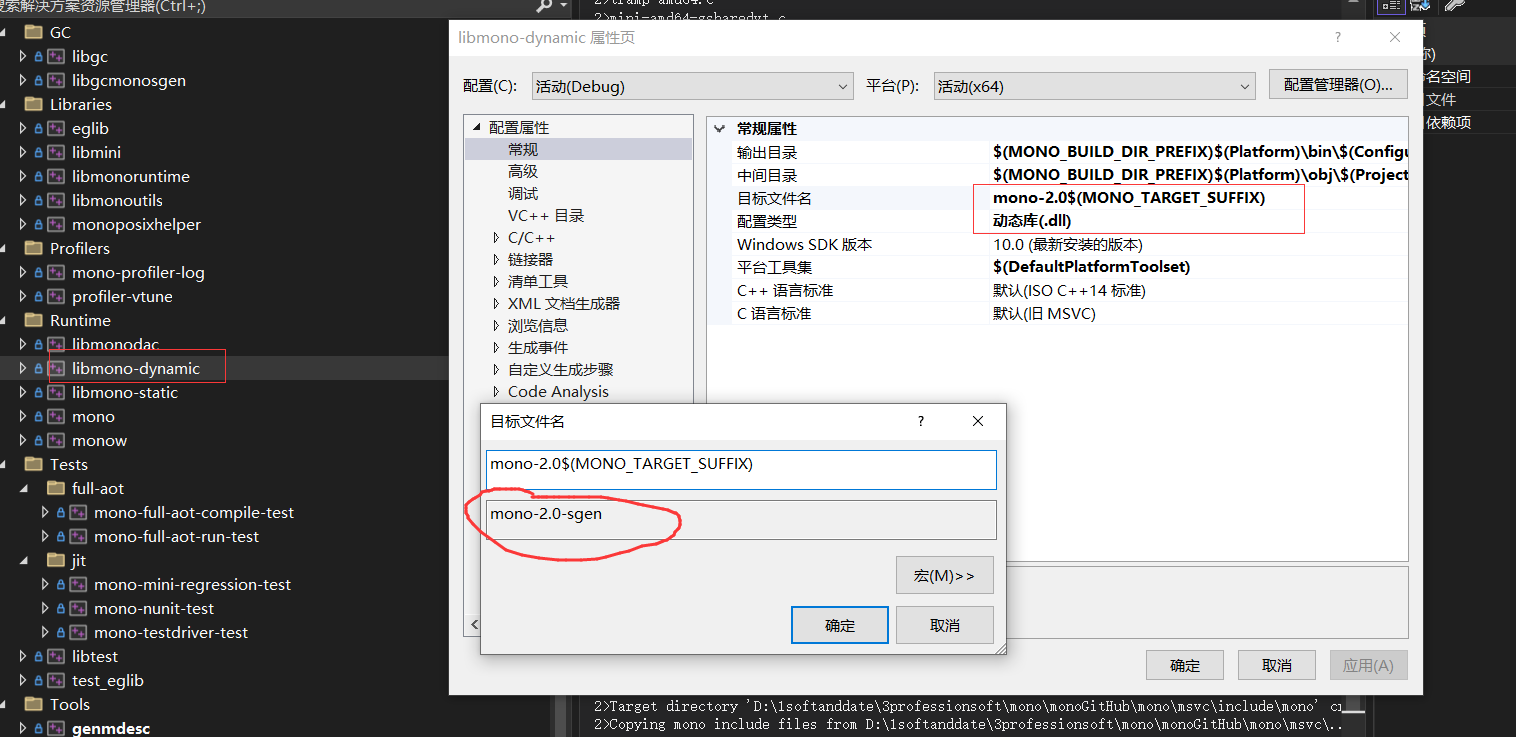 搜索解决方案资源管理器(Ctrl+;)
GC
libgc
libgcmonosgen
Libraries
eglib
libmini
libmonoruntime
libmonoutils
monoposixhelper
Profilers
mono-profiler-log
profiler-vtune
Runtime
libmonodac
libmono-dynamic
libmono-static
mono
monow
Tests
full-aot
mono-full-aot-compile-test
mono-full-aot-run-test
jit
mono-mini-regression-test
mono-nunit-test
mono-testdriver-test
libtest
test_eglib
Tools
genmdesc
2>tramp-amd64.c
2>mini-amd64-gsharedvt.c
libmono-dynamic 属性页
?
配置(C):
活动(Debug)
平台(P):
活动(x64)
配置管理器(O)...
配置属性
常规
高级
调试
VC++ 目录
C/C++
链接器
清单工具
XML 文档生成器
浏览信息
生成事件
自定义生成步骤
Code Analysis
常规属性
输出目录 $(MONO_BUILD_DIR_PREFIX)$(Platform)\bin\$(Configu
中间目录 $(MONO_BUILD_DIR_PREFIX)$(Platform)\obj\$(Project
目标文件名 mono-2.0$(MONO_TARGET_SUFFIX)
配置类型 动态库(.dll)
Windows SDK 版本 10.0 (最新安装的版本)
平台工具集 $(DefaultPlatformToolset)
C++ 语言标准 默认(ISO C++14 标准)
C 语言标准 默认(旧 MSVC)
目标文件名
?
mono-2.0$(MONO_TARGET_SUFFIX)
mono-2.0-sgen
宏(M)>>
确定
取消
确定
取消
应用(A)
称)
命名空间
文件
依赖项
2>Target directory 'D:\1softanddate\3professionsoft\mono\monoGitHub\mono\msvc\include\mono' c
2>Copying mono include files from D:\1softanddate\3professionsoft\mono\monoGitHub\mono\msvc\..